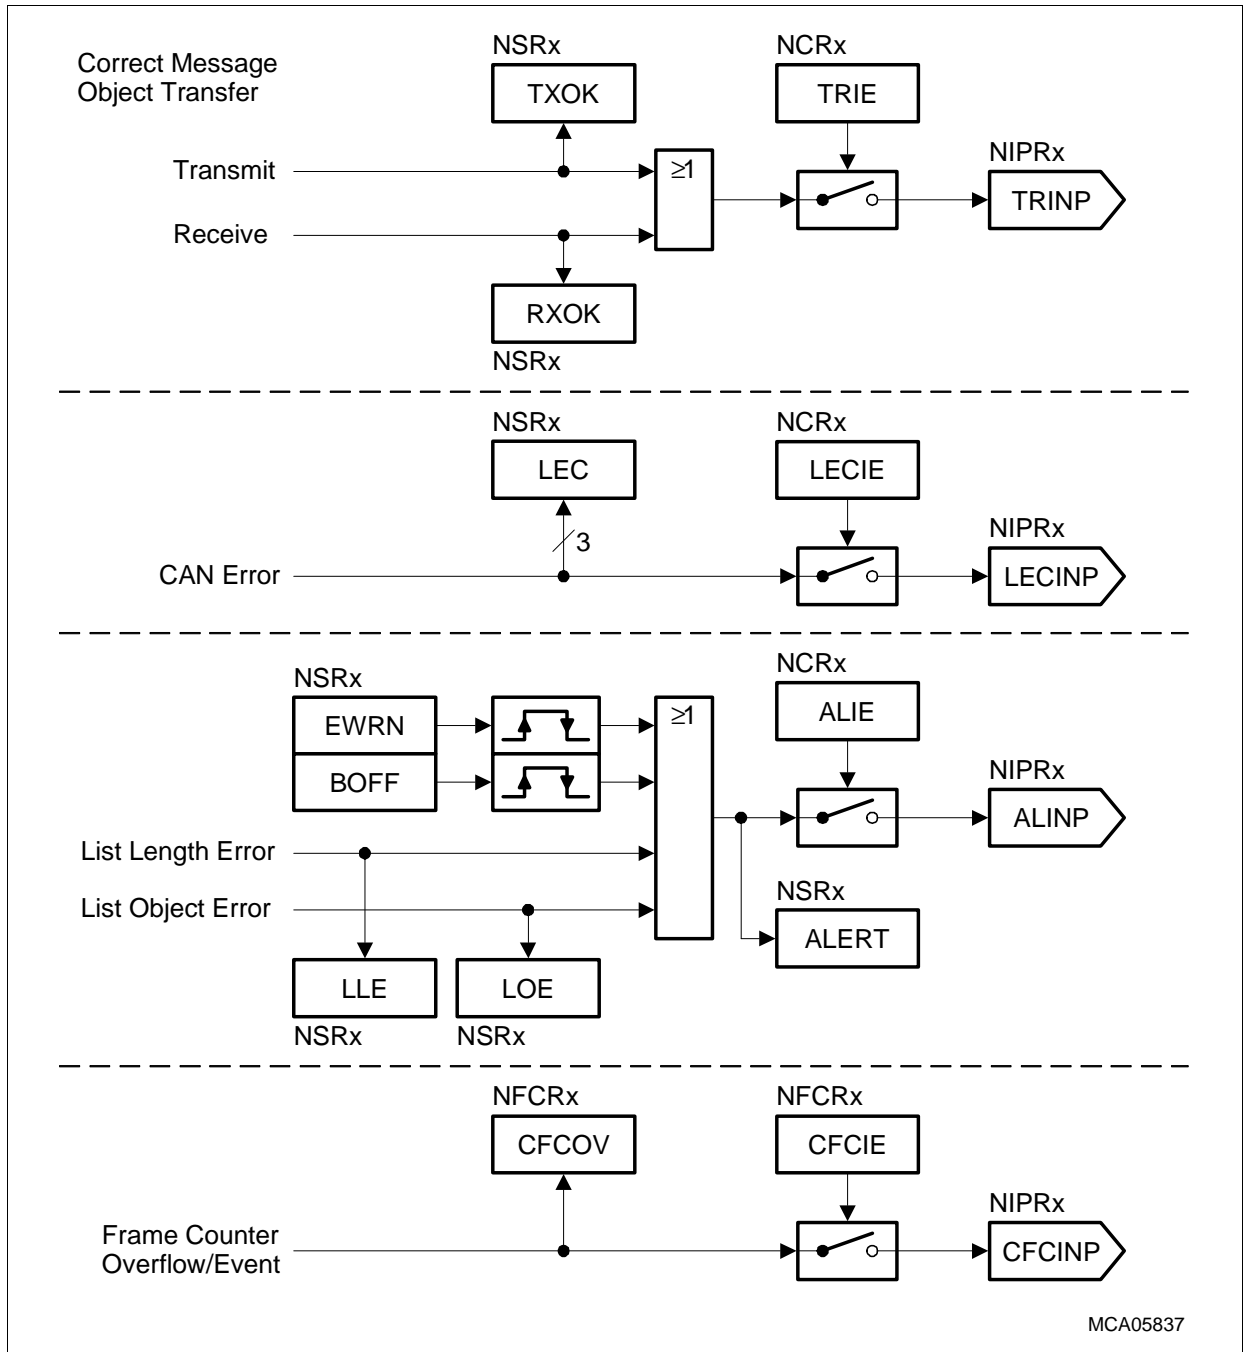 Correct Message
Object Transfer
NSRx
TXOK
NCRx
TRIE
Transmit
≥1
NIPRx
TRINP
Receive
RXOK
NSRx
NSRx
LEC
NCRx
LECIE
3
NIPRx
CAN Error
LECINP
NSRx
EWRN
BOFF
≥1
NCRx
ALIE
NIPRx
ALINP
List Length Error
List Object Error
NSRx
ALERT
LLE
LOE
NSRx
NSRx
NFCRx
CFCOV
NFCRx
CFCIE
NIPRx
Frame Counter
Overflow/Event
CFCINP
MCA05837